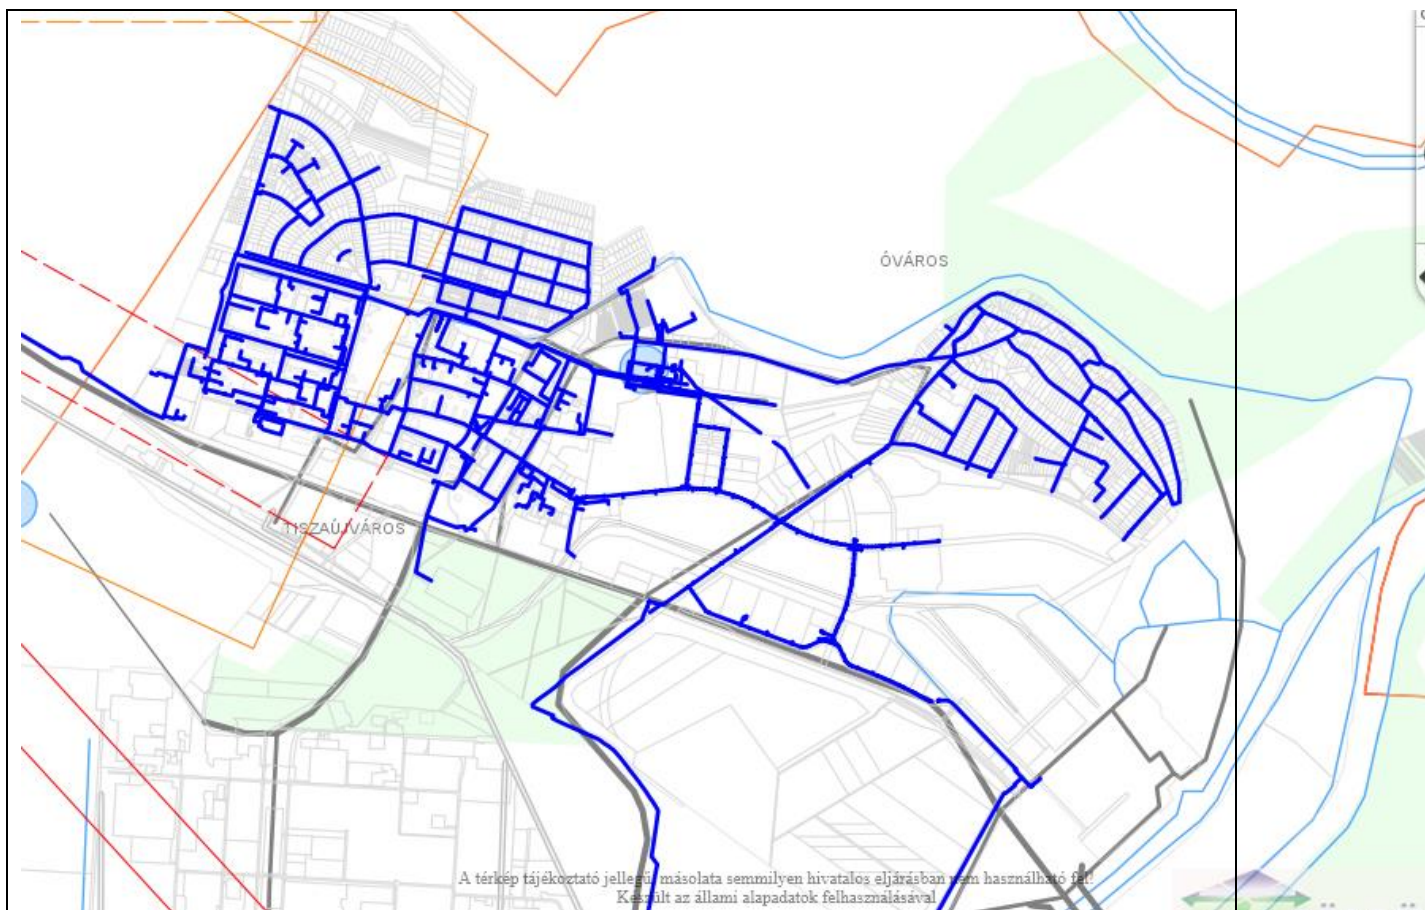 ÓVÁROS
TISZAÚJVÁROS
A térkép tájékoztató jellegű, másolata semmilyen hivatalos eljárásban nem használható fel!
Készült az állami alapadatok felhasználásával